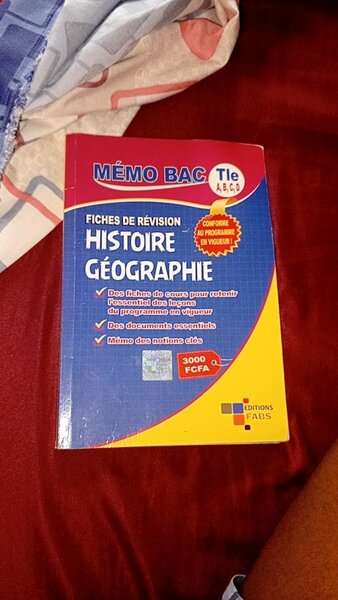 MÉMO BAC
Tle
A, B, C, D
FICHES DE RÉVISION
HISTOIRE
GÉOGRAPHIE
CONFORME
AU PROGRAMME
EN VIGUEUR !
Des fiches de cours pour retenir
l'essentiel des leçons
du programme en vigueur
Des documents essentiels
Mémo des notions clés
3000
FCFA
EDITIONS
FABS